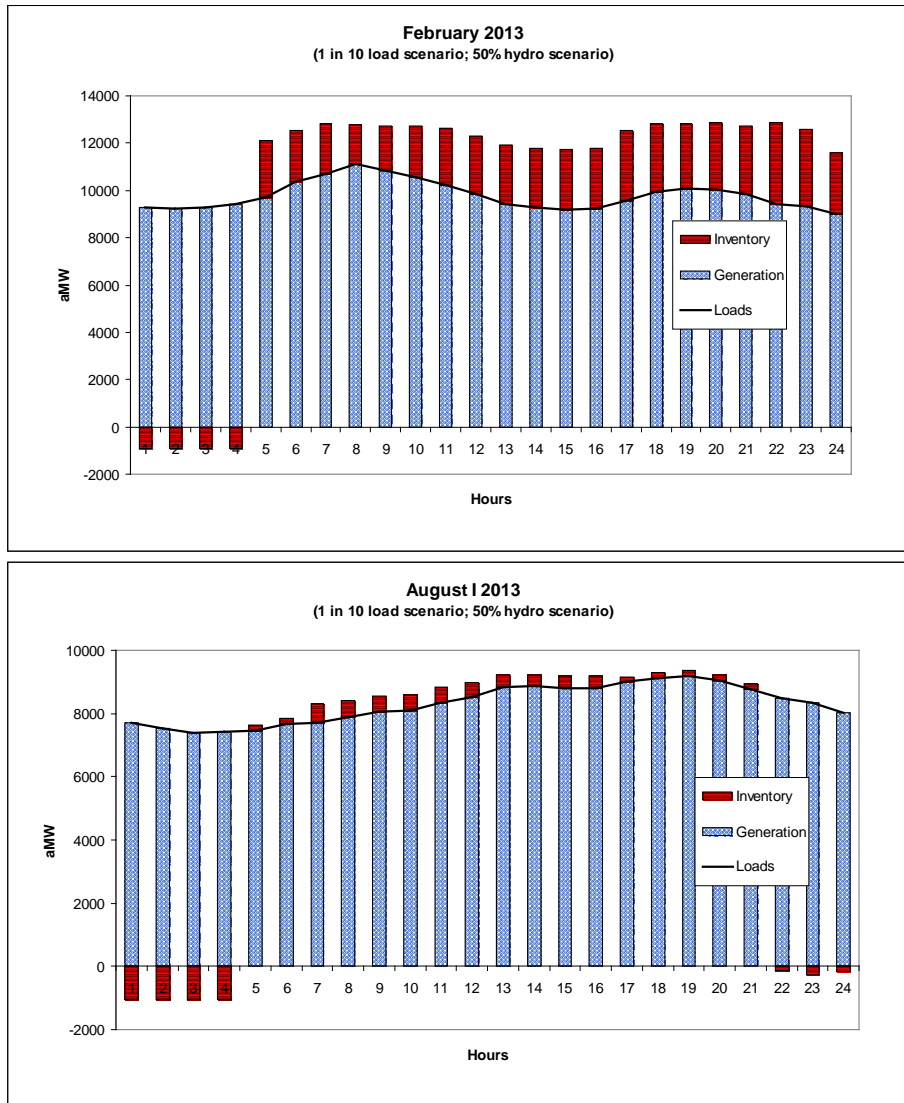 February 2013
(1 in 10 load scenario; 50% hydro scenario)
14000
12000
10000
8000
6000
4000
2000
0
-2000
aMW
Inventory
Generation
Loads
1 2 3 4 5 6 7 8 9 10 11 12 13 14 15 16 17 18 19 20 21 22 23 24
Hours
August I 2013
(1 in 10 load scenario; 50% hydro scenario)
10000
8000
6000
4000
2000
0
-2000
aMW
Inventory
Generation
Loads
1 2 3 4 5 6 7 8 9 10 11 12 13 14 15 16 17 18 19 20 21 22 23 24
Hours